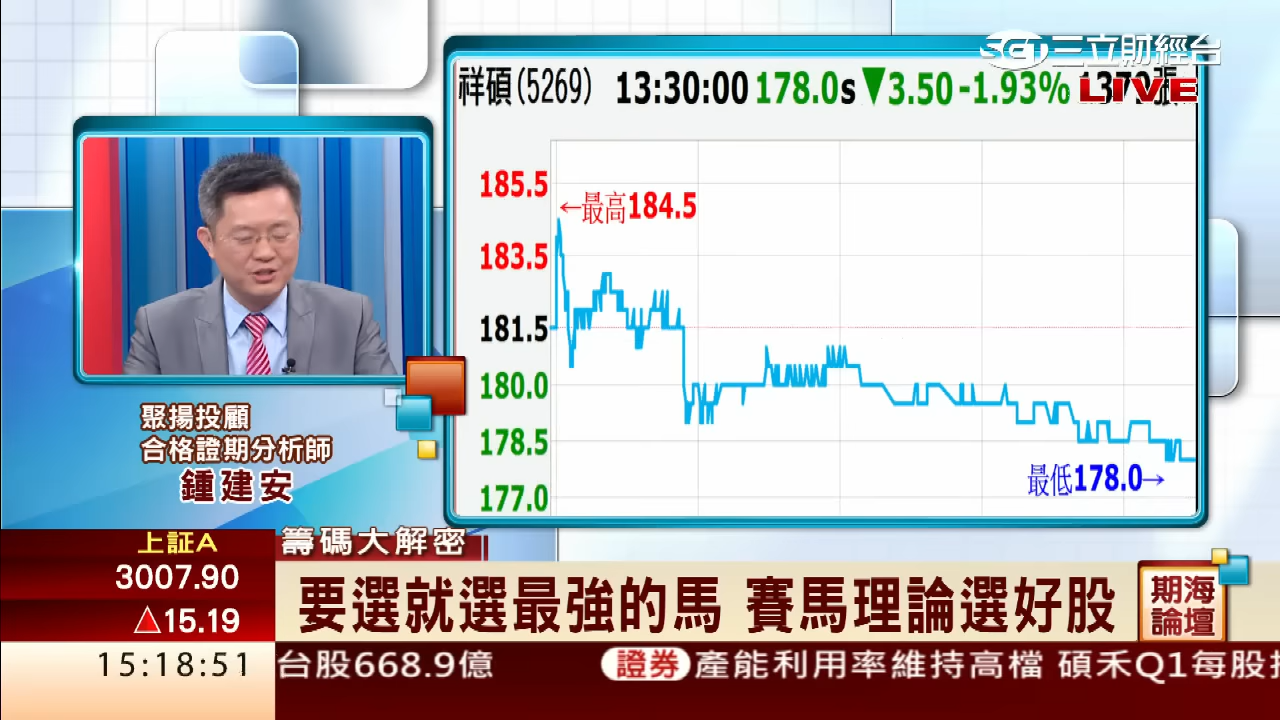 SET三立財經台
LIVE
祥碩(5269) 13:30:00 178.0s▼3.50 -1.93% 1379張
185.5
←最高184.5
183.5
181.5
180.0
178.5
最低178.0→
177.0
聚揚投顧
合格證期分析師
鍾建安
上証A
3007.90
△15.19
15:18:51
籌碼大解密
要選就選最強的馬 賽馬理論選好股
期海
論壇
台股668.9億
證券 產能利用率維持高檔 碩禾Q1每股